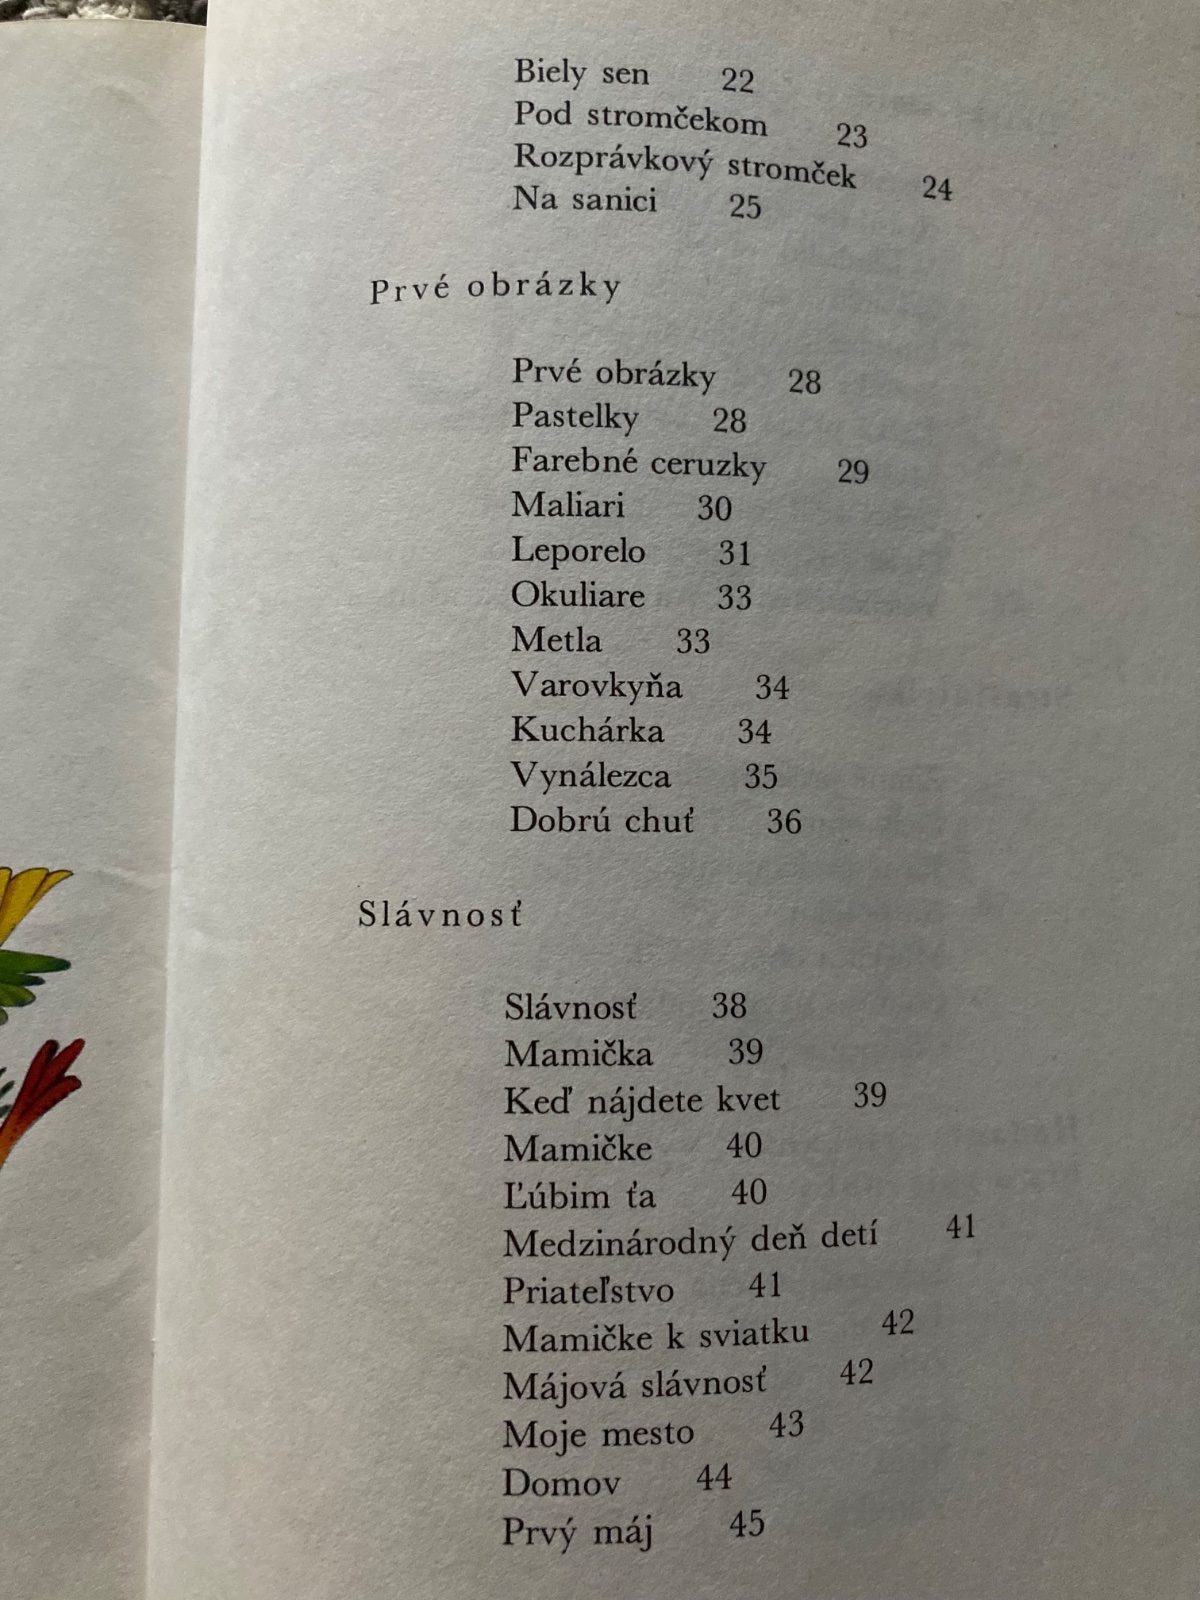 Biely sen 22
Pod stromčekom 23
Rozprávkový stromček 24
Na sanici 25
Prvé obrázky
Prvé obrázky 28
Pastelky 28
Farebné ceruzky 29
Maliari 30
Leporelo 31
Okuliare 33
Metla 33
Varovkyňa 34
Kuchárka 34
Vynálezca 35
Dobrú chuť 36
Slávnosť
Slávnosť 38
Mamička 39
Keď nájdete kvet 39
Mamičke 40
Ľúbim ťa 40
Medzinárodný deň detí 41
Priateľstvo 41
Mamičke k sviatku 42
Májová slávnosť 42
Moje mesto 43
Domov 44
Prvý máj 45